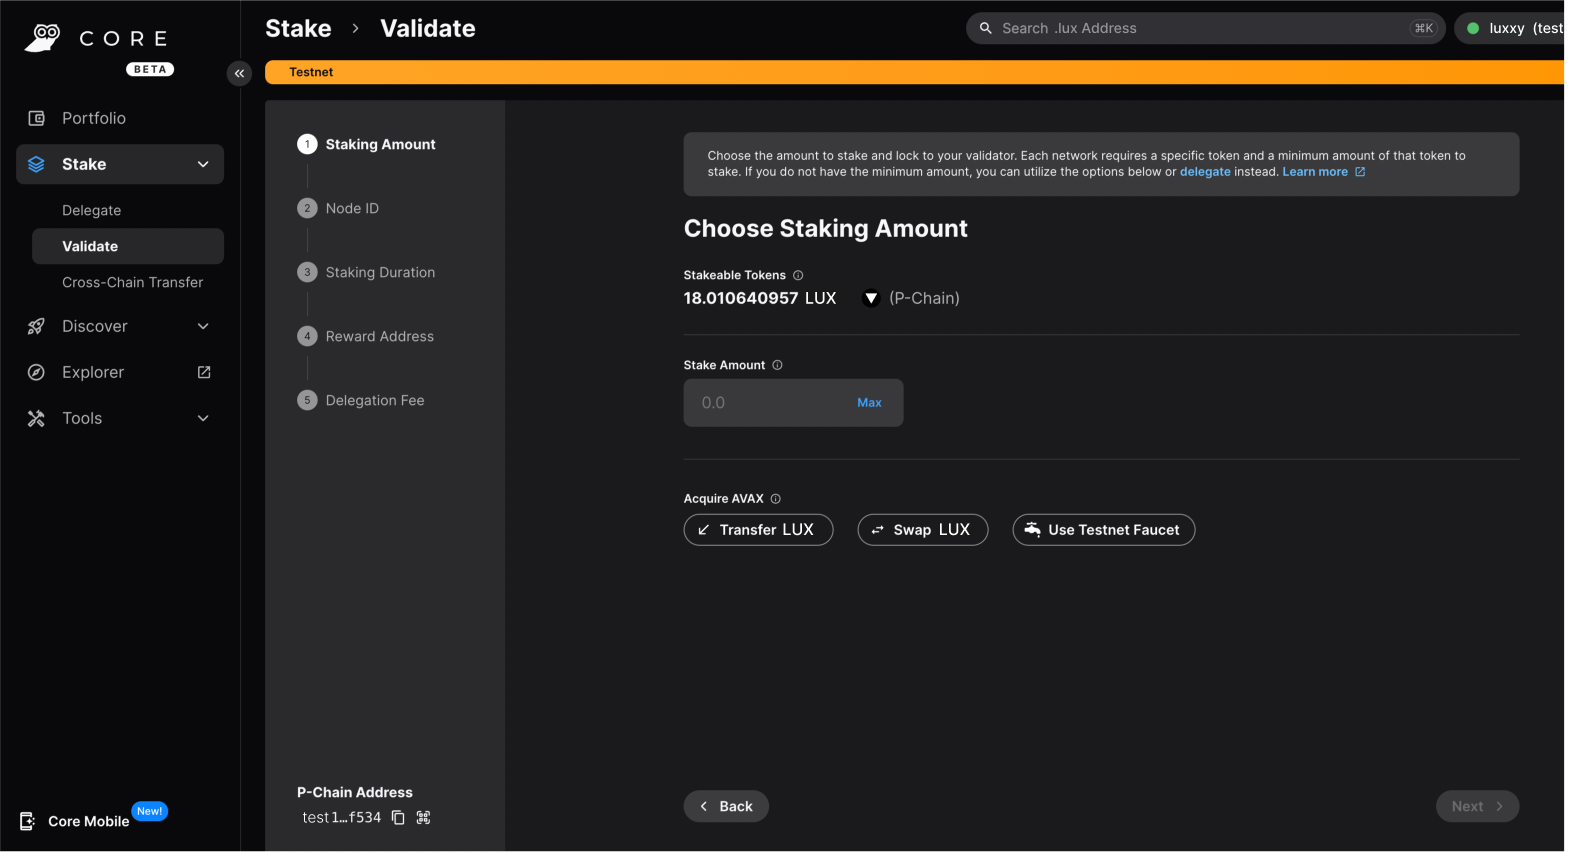 CORE
BETA
Stake > Validate
Search .lux Address
⌘K
luxxy (test
Testnet
Portfolio
Stake
Delegate
Validate
Cross-Chain Transfer
Discover
Explorer
Tools
Core Mobile
New!
1 Staking Amount
2 Node ID
3 Staking Duration
4 Reward Address
5 Delegation Fee
P-Chain Address
test1…f534
Choose the amount to stake and lock to your validator. Each network requires a specific token and a minimum amount of that token to
stake. If you do not have the minimum amount, you can utilize the options below or delegate instead. Learn more
Choose Staking Amount
Stakeable Tokens
18.010640957 LUX (P-Chain)
Stake Amount
0.0 Max
Acquire AVAX
Transfer LUX
Swap LUX
Use Testnet Faucet
Back
Next